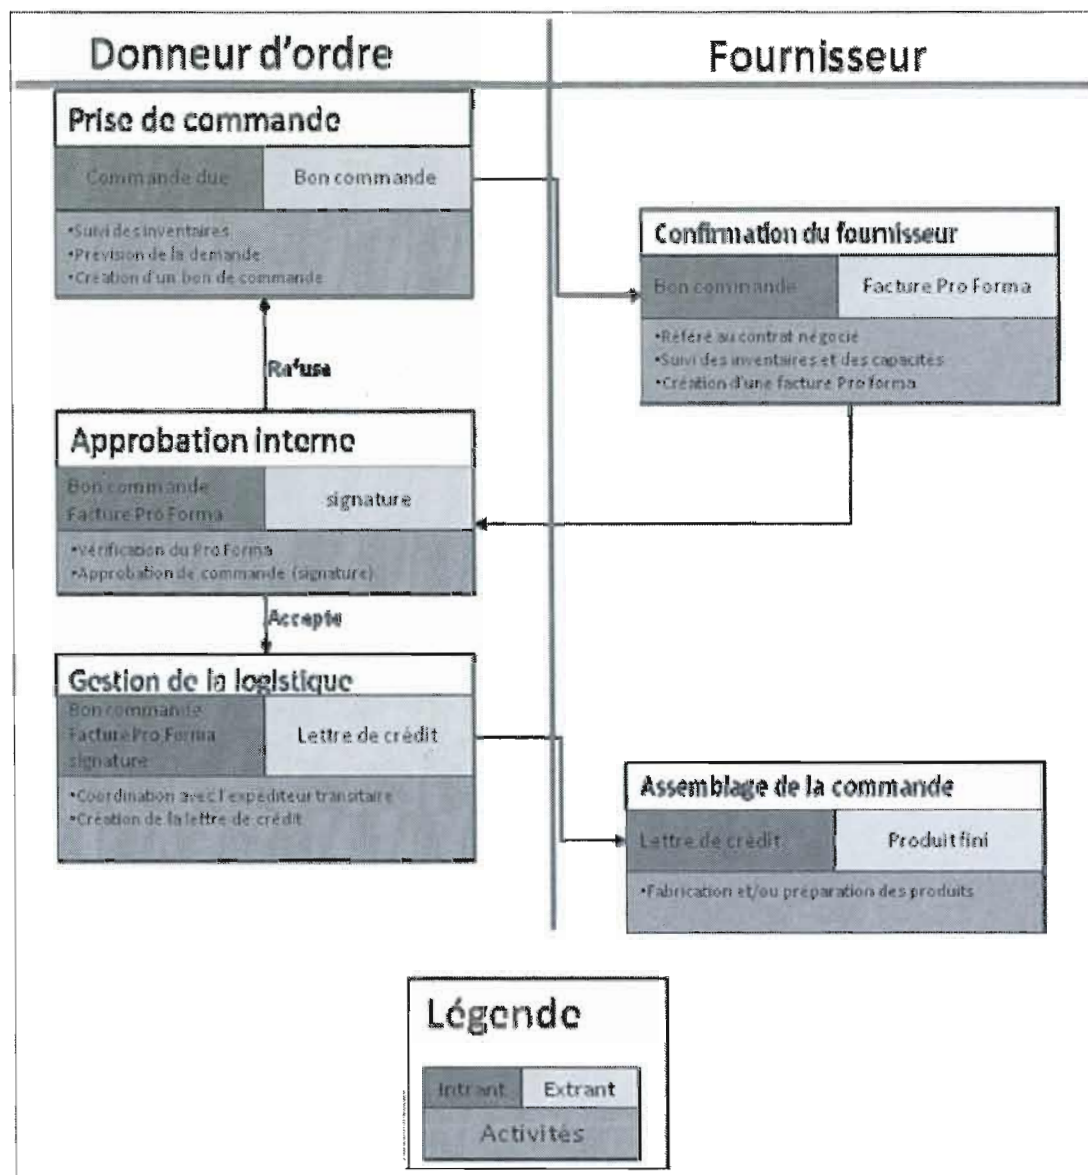 Donneur d'ordre
Fournisseur
Prise de commande
Commande due
Bon commande
•Suivi des inventaires
•Prévision de la demande
•Création d'un bon de commande
Confirmation du fournisseur
Bon commande
Facture Pro Forma
•Référé au contrat négocié
•Suivi des inventaires et des capacités
•Création d'une facture Pro forma
Refuse
Approbation interne
Bon commande
Facture Pro Forma
signature
•Vérification du Pro Forma
•Approbation de commande (signature)
Accepte
Gestion de la logistique
Bon commande
Facture Pro Forma
signature
Lettre de crédit
•Coordination avec l'expéditeur transitaire
•Création de la lettre de crédit
Assemblage de la commande
Lettre de crédit
Produit fini
•Fabrication et/ou préparation des produits
Légende
Intrant
Extrant
Activités